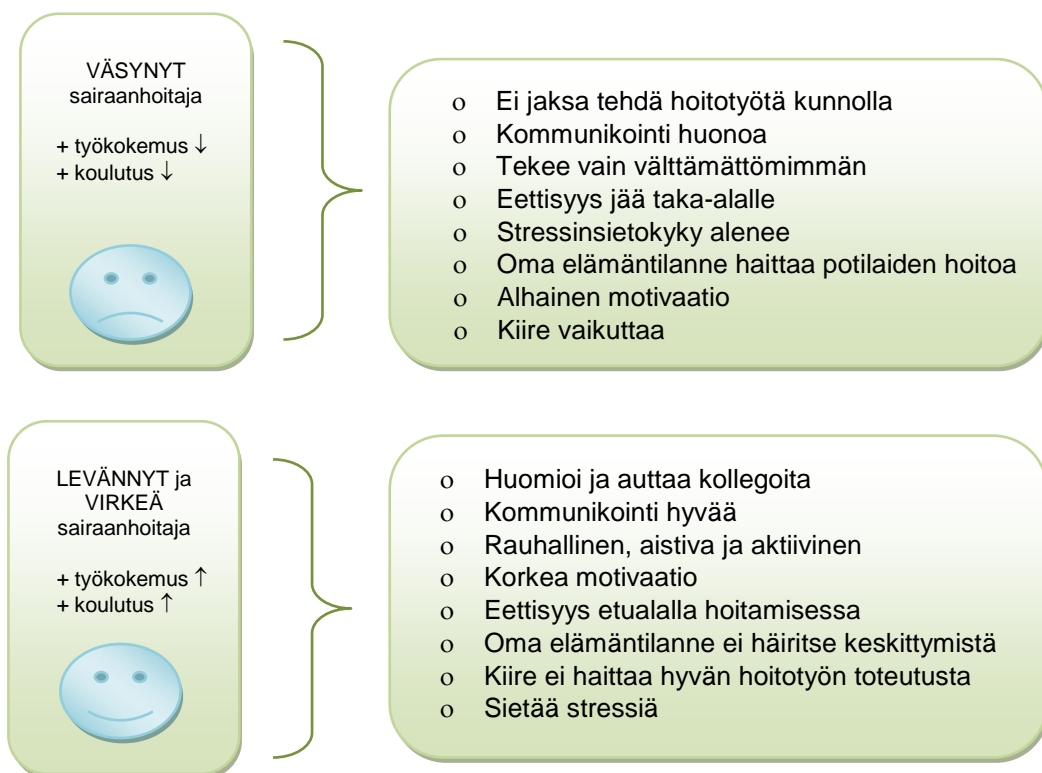 VÄSYNYT
sairaanhoitaja
+ työkokemus ↓
+ koulutus ↓
o Ei jaksa tehdä hoitotyötä kunnolla
o Kommunikointi huonoa
o Tekee vain välttämättömimmän
o Eettisyys jää taka-alalle
o Stressinsietokyky alenee
o Oma elämäntilanne haittaa potilaiden hoitoa
o Alhainen motivaatio
o Kiire vaikuttaa
LEVÄNNYT ja
VIRKEÄ
sairaanhoitaja
+ työkokemus ↑
+ koulutus ↑
o Huomioi ja auttaa kollegoita
o Kommunikointi hyvää
o Rauhallinen, aistiva ja aktiivinen
o Korkea motivaatio
o Eettisyys etualalla hoitamisessa
o Oma elämäntilanne ei häiritse keskittymistä
o Kiire ei haittaa hyvän hoitotyön toteutusta
o Sietää stressiä